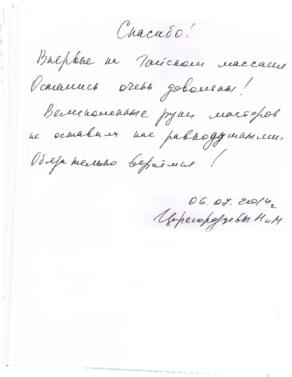 Спасибо!
Впервые на Тайском массаже
Остались очень довольны!
Великолепные руки мастеров
не оставили нас равнодушными.
Обязательно вернёмся!
06.07.2014г